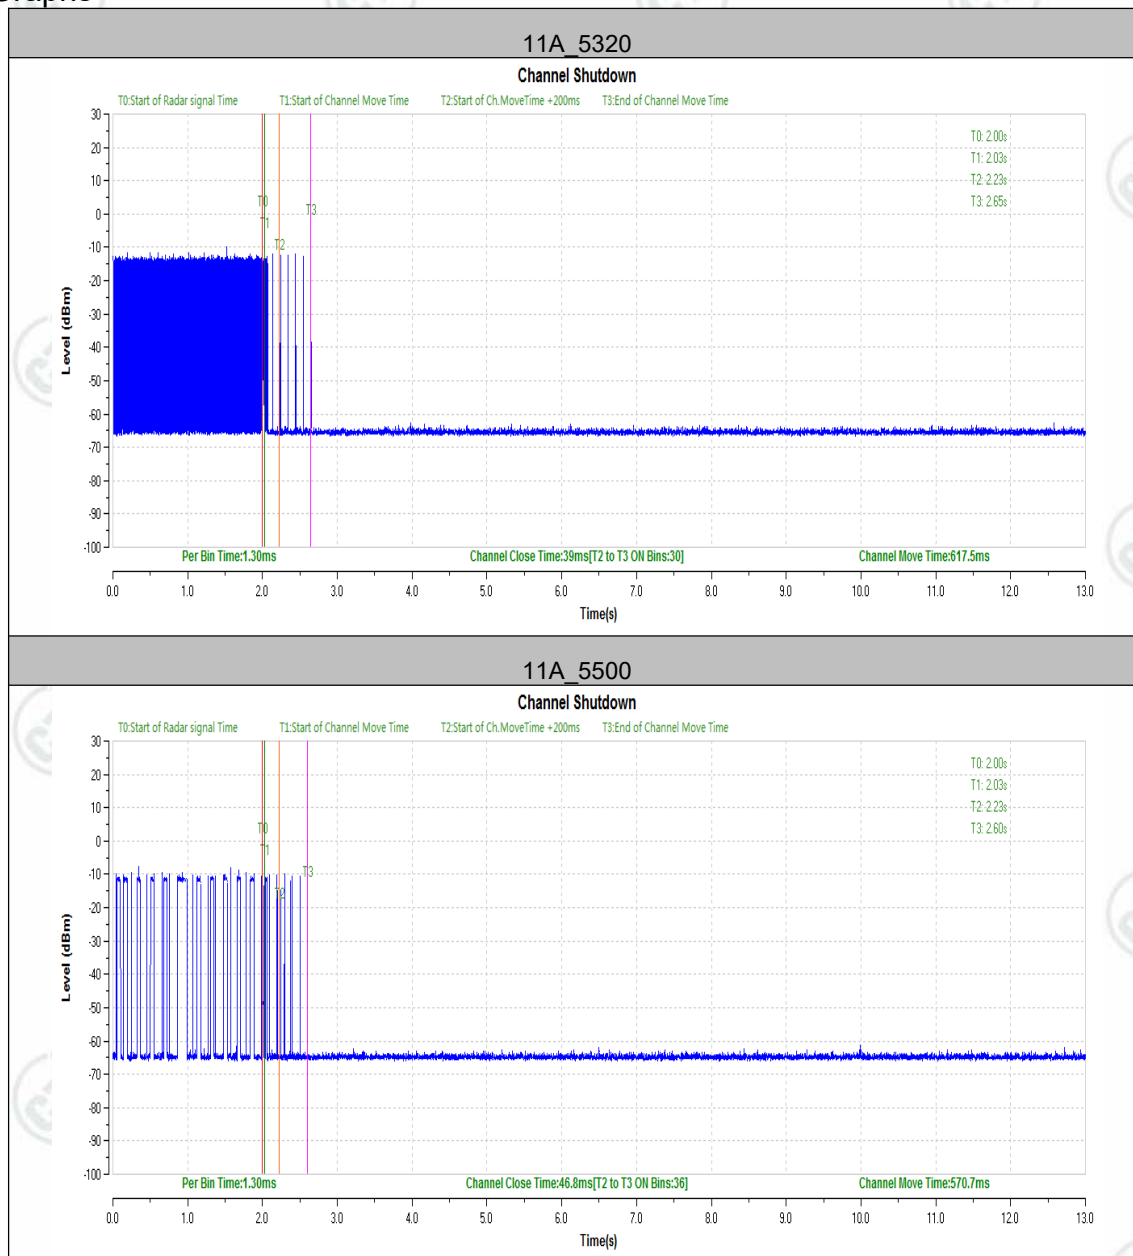 11A_5320
Channel Shutdown
T0:Start of Radar signal Time T1:Start of Channel Move Time T2:Start of Ch.MoveTime +200ms T3:End of Channel Move Time
T0: 2.00s
T1: 2.03s
T2: 2.23s
T3: 2.65s
T0
T1
T2
T3
30
20
10
0
-10
-20
-30
-40
-50
-60
-70
-80
-90
-100
Level (dBm)
Per Bin Time:1.30ms Channel Close Time:39ms[T2 to T3 ON Bins:30] Channel Move Time:617.5ms
0.0 1.0 2.0 3.0 4.0 5.0 6.0 7.0 8.0 9.0 10.0 11.0 12.0 13.0
Time(s)
11A_5500
Channel Shutdown
T0:Start of Radar signal Time T1:Start of Channel Move Time T2:Start of Ch.MoveTime +200ms T3:End of Channel Move Time
T0: 2.00s
T1: 2.03s
T2: 2.23s
T3: 2.60s
T0
T1
T2
T3
30
20
10
0
-10
-20
-30
-40
-50
-60
-70
-80
-90
-100
Level (dBm)
Per Bin Time:1.30ms Channel Close Time:46.8ms[T2 to T3 ON Bins:36] Channel Move Time:570.7ms
0.0 1.0 2.0 3.0 4.0 5.0 6.0 7.0 8.0 9.0 10.0 11.0 12.0 13.0
Time(s)